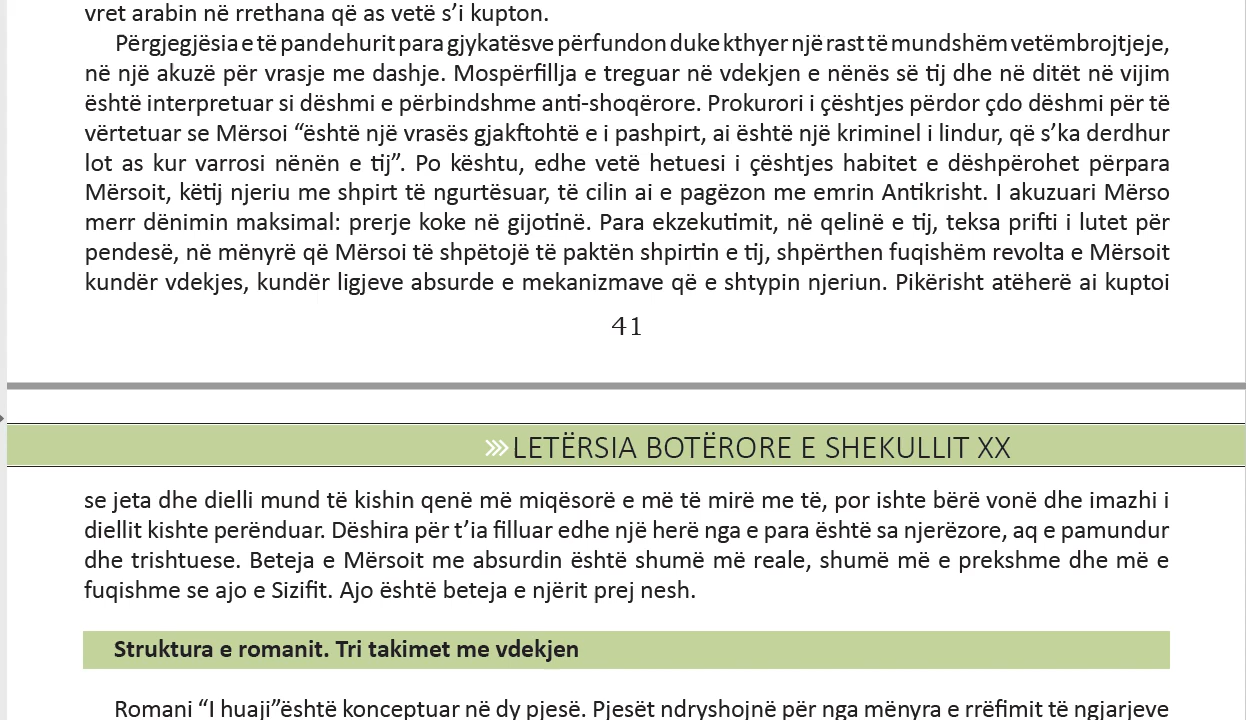 vret arabin në rrethana që as vetë s’i kupton.
Përgjegjësia e të pandehurit para gjykatësve përfundon duke kthyer një rast të mundshëm vetëmbrojtjeje,
në një akuzë për vrasje me dashje. Mospërfillja e treguar në vdekjen e nënës së tij dhe në ditët në vijim
është interpretuar si dëshmi e përbindshme anti-shoqërore. Prokurori i çështjes përdor çdo dëshmi për të
vërtetuar se Mërsoi “është një vrasës gjakftohtë e i pashpirt, ai është një kriminel i lindur, që s’ka derdhur
lot as kur varrosi nënën e tij”. Po kështu, edhe vetë hetuesi i çështjes habitet e dëshpërohet përpara
Mërsoit, këtij njeriu me shpirt të ngurtësuar, të cilin ai e pagëzon me emrin Antikrisht. I akuzuari Mërso
merr dënimin maksimal: prerje koke në gijotinë. Para ekzekutimit, në qelinë e tij, teksa prifti i lutet për
pendesë, në mënyrë që Mërsoi të shpëtojë të paktën shpirtin e tij, shpërthen fuqishëm revolta e Mërsoit
kundër vdekjes, kundër ligjeve absurde e mekanizmave që e shtypin njeriun. Pikërisht atëherë ai kuptoi
41
LETËRSIA BOTËRORE E SHEKULLIT XX
se jeta dhe dielli mund të kishin qenë më miqësorë e më të mirë me të, por ishte bërë vonë dhe imazhi i
diellit kishte perënduar. Dëshira për t’ia filluar edhe një herë nga e para është sa njerëzore, aq e pamundur
dhe trishtuese. Beteja e Mërsoit me absurdin është shumë më reale, shumë më e prekshme dhe më e
fuqishme se ajo e Sizifit. Ajo është beteja e njërit prej nesh.
Struktura e romanit. Tri takimet me vdekjen
Romani “I huaji”është konceptuar në dy pjesë. Pjesët ndryshojnë për nga mënyra e rrëfimit të ngjarjeve